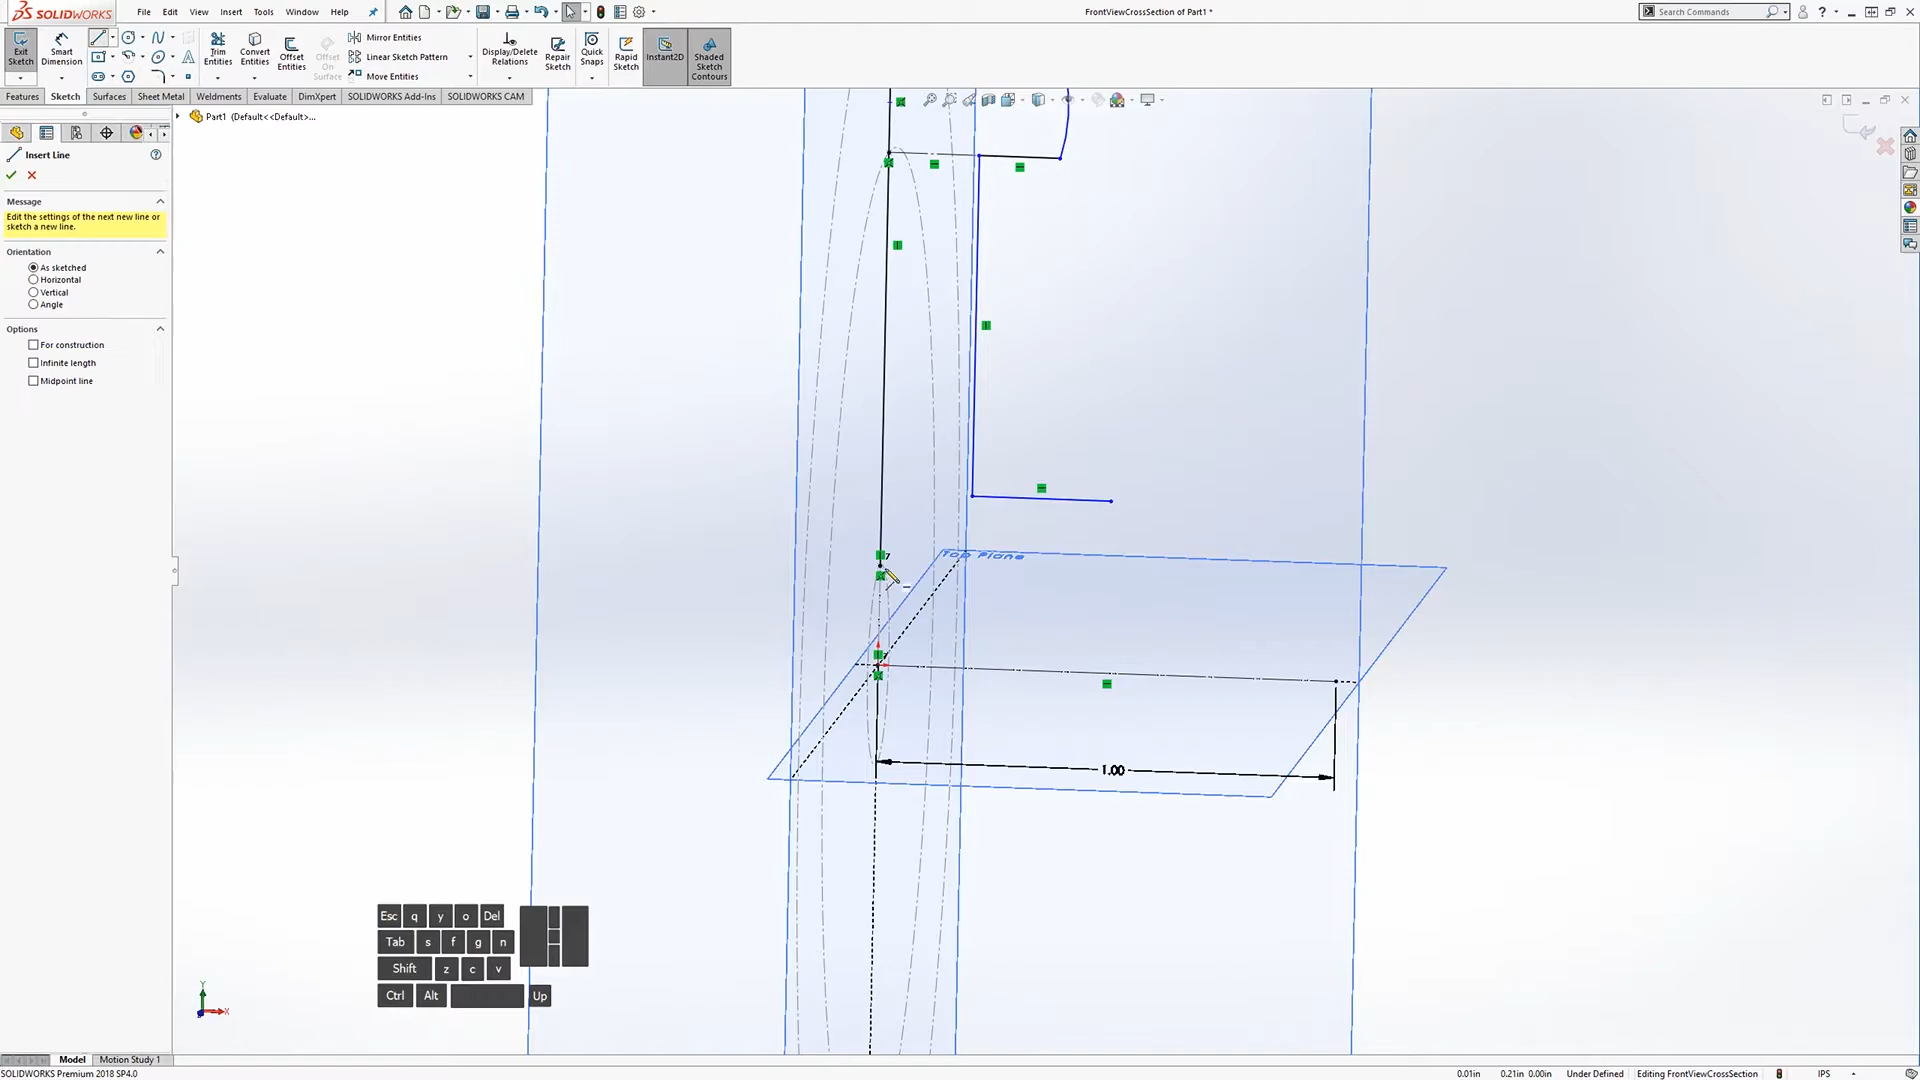 SOLIDWORKS File Edit View Insert Tools Window Help FrontViewCrossSection of Part1 * Search Commands
Exit Sketch
Smart Dimension
Trim Entities
Convert Entities
Offset Entities
Offset On Surface
Mirror Entities
Linear Sketch Pattern
Move Entities
Display/Delete Relations
Repair Sketch
Quick Snaps
Rapid Sketch
Instant2D
Shaded Sketch Contours
Features Sketch Surfaces Sheet Metal Weldments Evaluate DimXpert SOLIDWORKS Add-Ins SOLIDWORKS CAM
Part1 (Default<<Default>...
Insert Line
Message
Edit the settings of the next new line or
sketch a new line.
Orientation
As sketched
Horizontal
Vertical
Angle
Options
For construction
Infinite length
Midpoint line
7
Top Plane
7
1.00
Esc q y o Del
Tab s f g n
Shift z c v
Ctrl Alt Up
Y
X
Model Motion Study 1
SOLIDWORKS Premium 2018 SP4.0 0.01in 0.21in 0.00in Under Defined Editing FrontViewCrossSection IPS